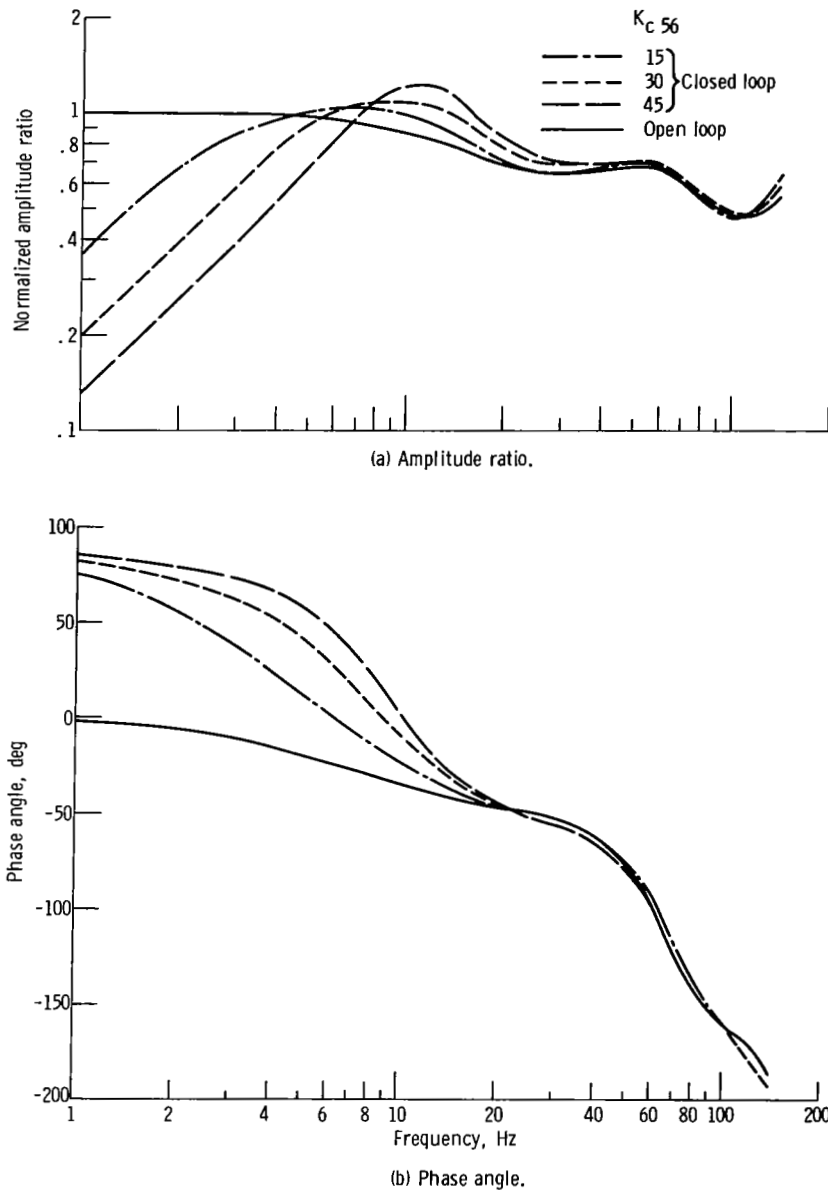 K_c 56
15
30
45
Closed loop
Open loop
Normalized amplitude ratio
2
1
.8
.6
.4
.2
.1
(a) Amplitude ratio.
Phase angle, deg
100
50
0
-50
-100
-150
-200
1 2 4 6 8 10 20 40 60 80 100 200
Frequency, Hz
(b) Phase angle.